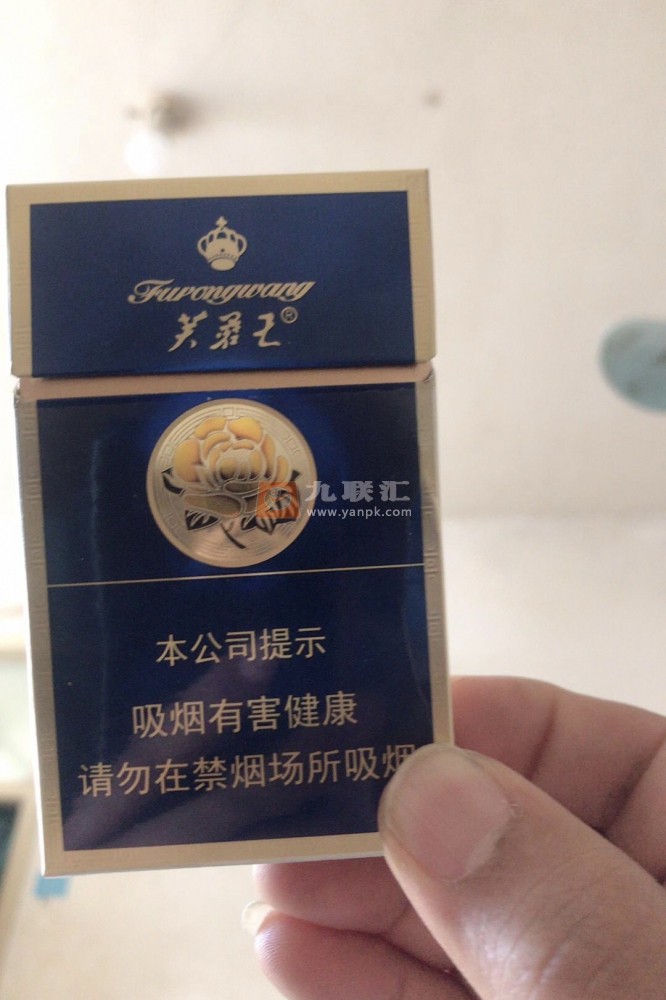 Furongwang
芙蓉王®
九联汇
www.yanpk.com
本公司提示
吸烟有害健康
请勿在禁烟场所吸烟